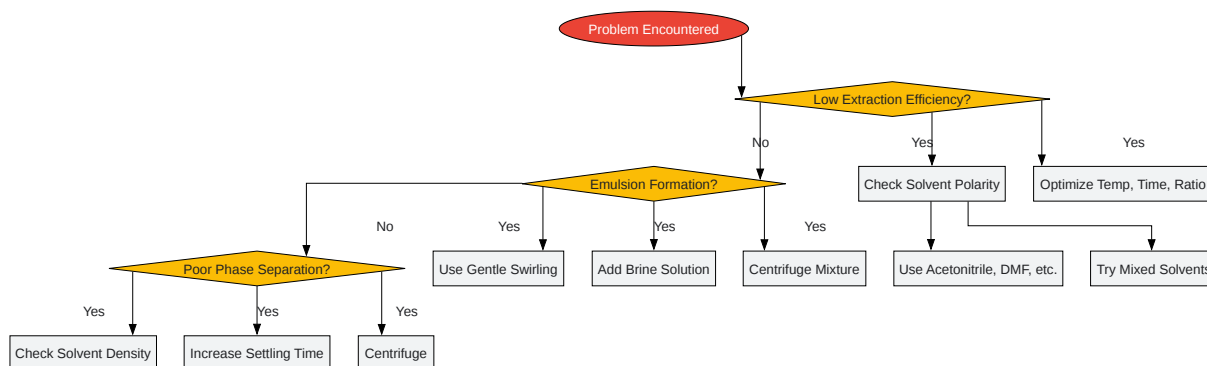 Problem Encountered
Low Extraction Efficiency?
No
Yes
Yes
Emulsion Formation?
Check Solvent Polarity
Optimize Temp, Time, Ratio
No
Yes
Yes
Yes
Poor Phase Separation?
Use Gentle Swirling
Add Brine Solution
Centrifuge Mixture
Use Acetonitrile, DMF, etc.
Try Mixed Solvents
Yes
Yes
Yes
Check Solvent Density
Increase Settling Time
Centrifuge